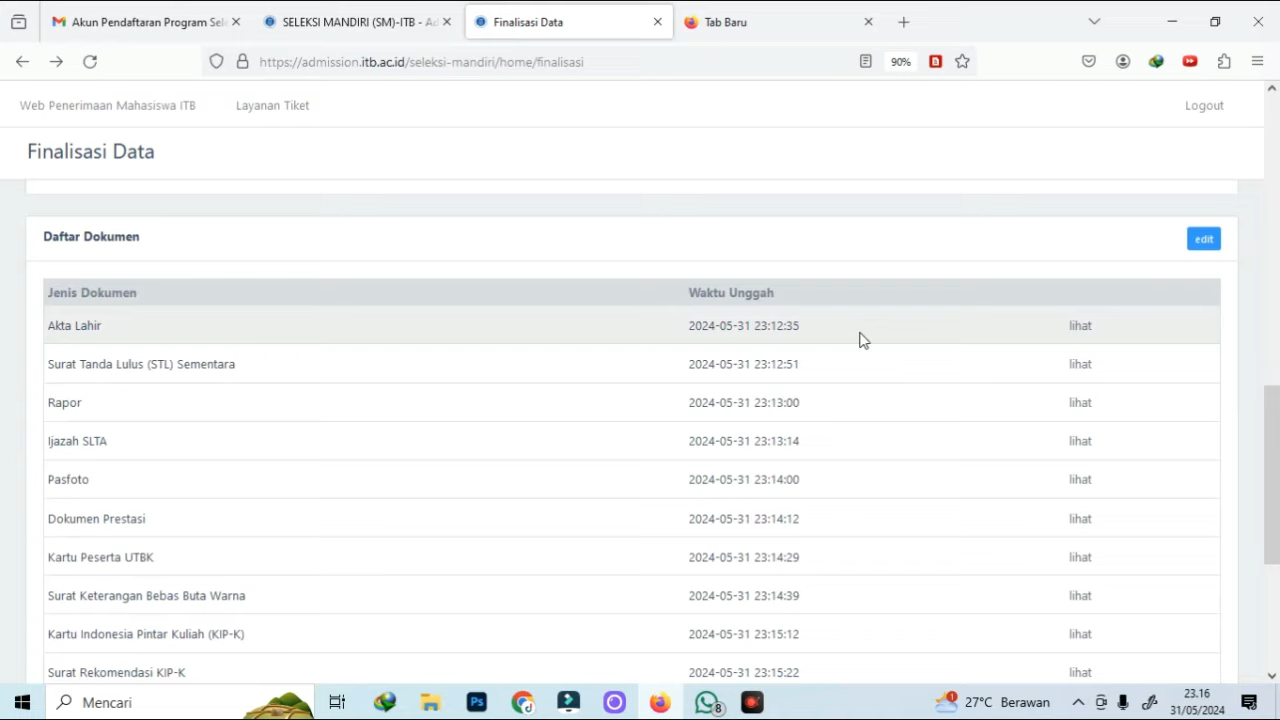 Akun Pendaftaran Program Sele
SELEKSI MANDIRI (SM)-ITB - Ad
Finalisasi Data
Tab Baru
https://admission.itb.ac.id/seleksi-mandiri/home/finalisasi
90%
Web Penerimaan Mahasiswa ITB
Layanan Tiket
Logout
Finalisasi Data
Daftar Dokumen
edit
Jenis Dokumen Waktu Unggah
Akta Lahir 2024-05-31 23:12:35 lihat
Surat Tanda Lulus (STL) Sementara 2024-05-31 23:12:51 lihat
Rapor 2024-05-31 23:13:00 lihat
Ijazah SLTA 2024-05-31 23:13:14 lihat
Pasfoto 2024-05-31 23:14:00 lihat
Dokumen Prestasi 2024-05-31 23:14:12 lihat
Kartu Peserta UTBK 2024-05-31 23:14:29 lihat
Surat Keterangan Bebas Buta Warna 2024-05-31 23:14:39 lihat
Kartu Indonesia Pintar Kuliah (KIP-K) 2024-05-31 23:15:12 lihat
Surat Rekomendasi KIP-K 2024-05-31 23:15:22 lihat
Mencari
Ps
8
27°C Berawan
23.16
31/05/2024